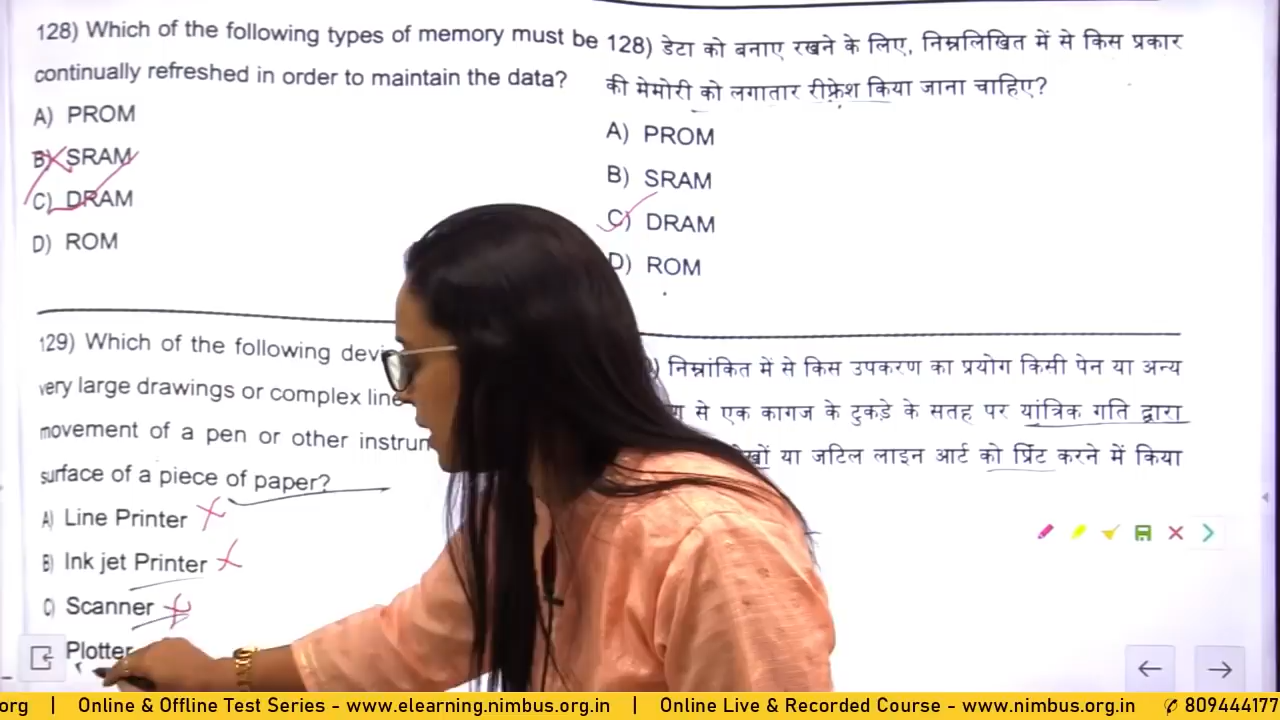 128) Which of the following types of memory must be
continually refreshed in order to maintain the data?
A) PROM
B) SRAM
C) DRAM
D) ROM
128) डेटा को बनाए रखने के लिए, निम्नलिखित में से किस प्रकार
की मेमोरी को लगातार रीफ्रेश किया जाना चाहिए?
A) PROM
B) SRAM
C) DRAM
D) ROM
129) Which of the following
very large drawings or complex
movement of a pen or other
surface of a piece of paper?
A) Line Printer
B) Ink jet Printer
C) Scanner
Plotter
निम्नांकित में से किस उपकरण का प्रयोग किसी पेन या अन्य
से एक कागज के टुकड़े के सतह पर यांत्रिक गति द्वारा
या जटिल लाइन आर्ट को प्रिंट करने में किया
org | Online & Offline Test Series - www.elearning.nimbus.org.in | Online Live & Recorded Course - www.nimbus.org.in ✆ 809444177